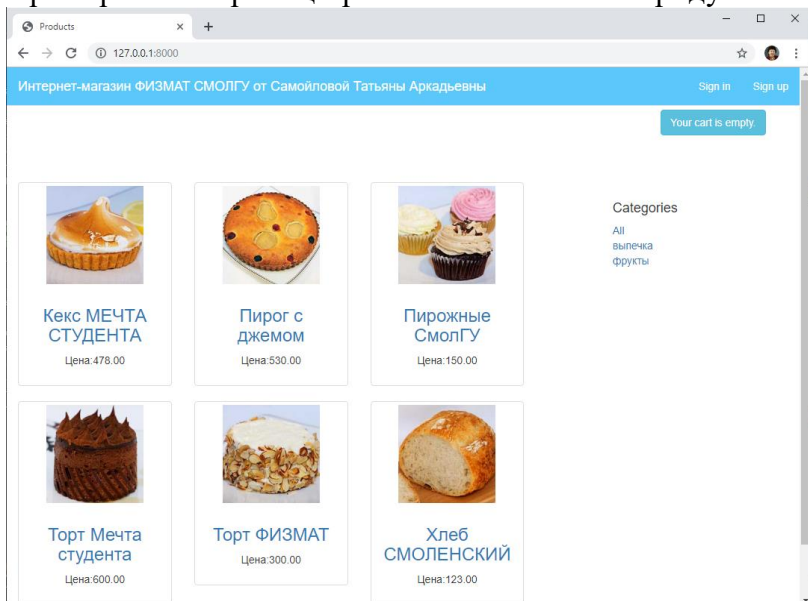 Products
127.0.0.1:8000
Интернет-магазин ФИЗМАТ СМОЛГУ от Самойловой Татьяны Аркадьевны
Sign in
Sign up
Your cart is empty.
Categories
All
выпечка
фрукты
Кекс МЕЧТА
СТУДЕНТА
Цена:478.00
Пирог с
джемом
Цена:530.00
Пирожные
СмолГУ
Цена:150.00
Торт Мечта
студента
Цена:600.00
Торт ФИЗМАТ
Цена:300.00
Хлеб
СМОЛЕНСКИЙ
Цена:123.00